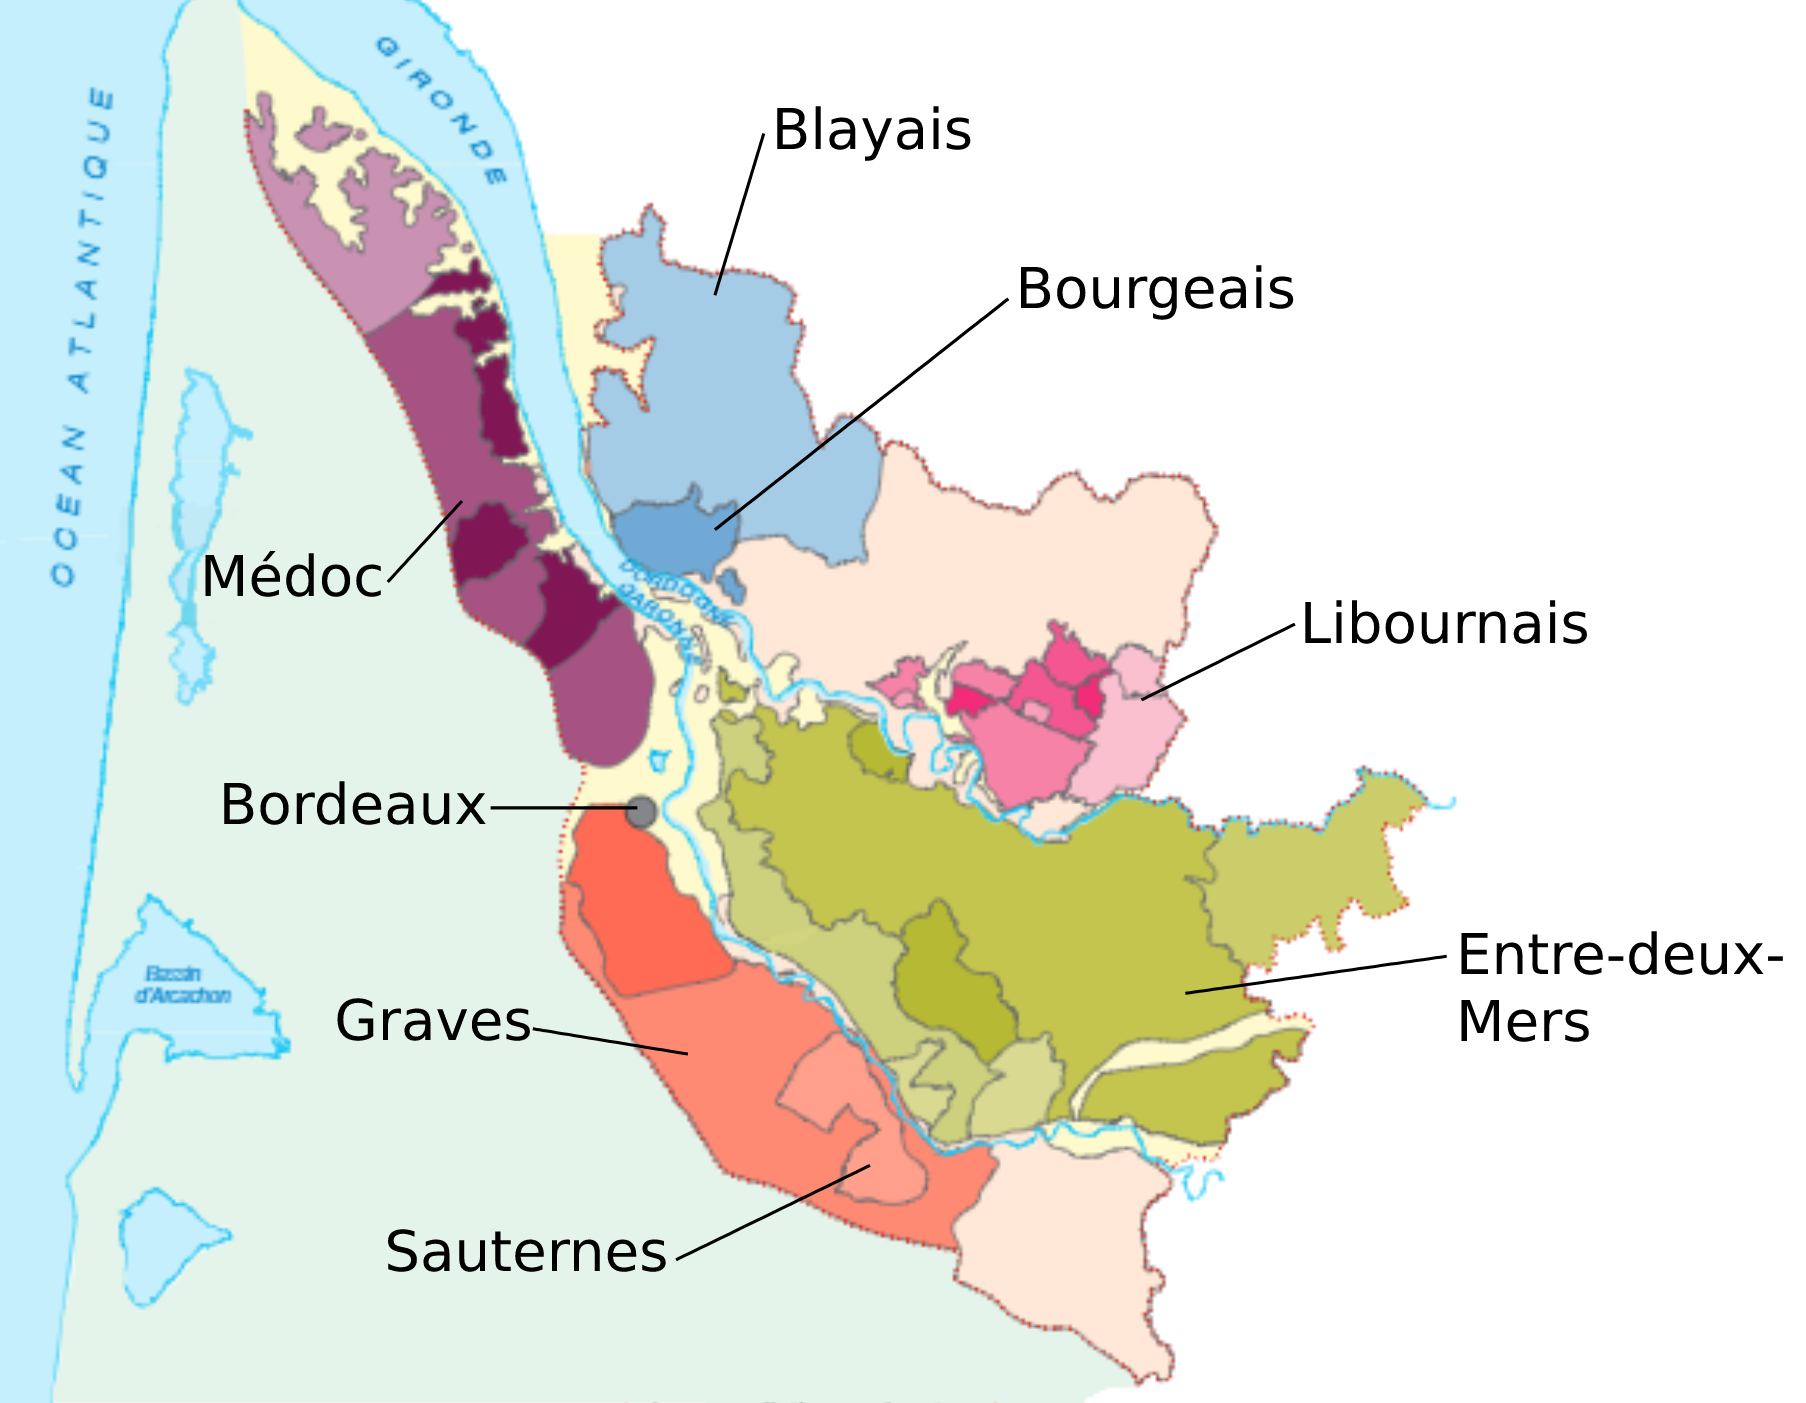 GIRONDE
OCEAN ATLANTIQUE
Blayais
Bourgeais
Médoc
DORDOGNE
GARONNE
Libournais
Bordeaux
Entre-deux-
Mers
Bassin
d'Arcachon
Graves
Sauternes